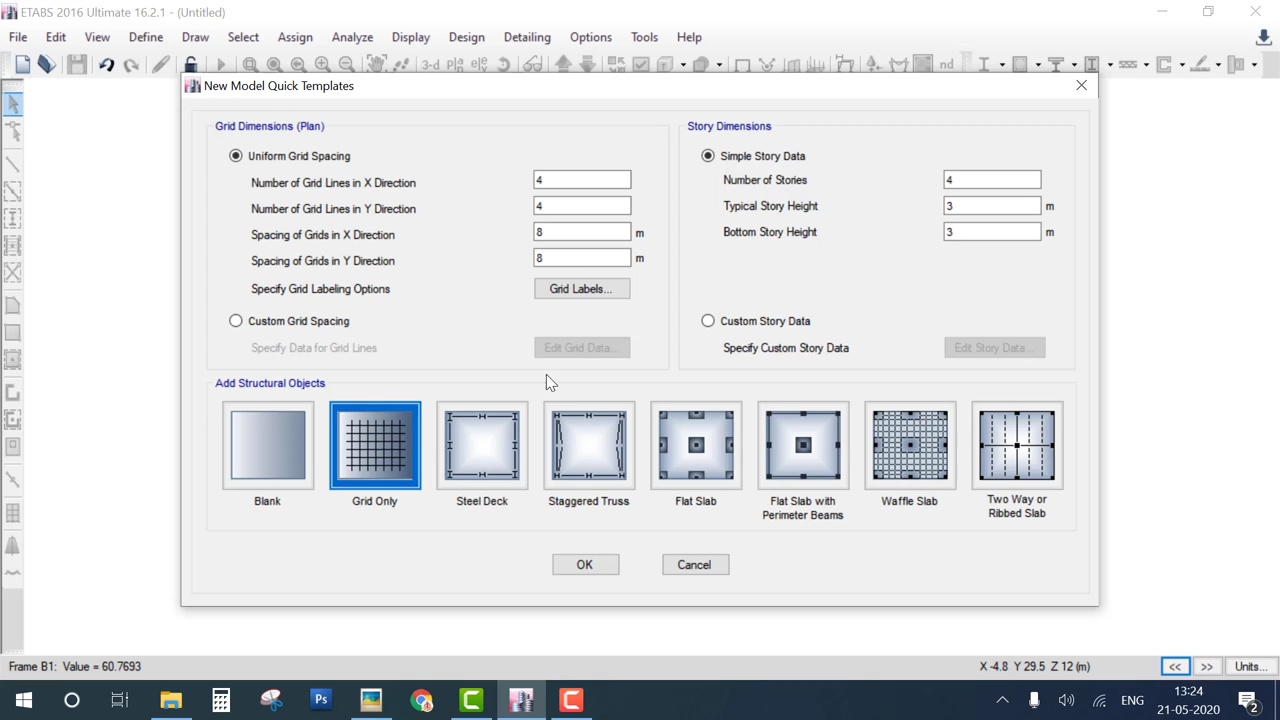 ETABS 2016 Ultimate 16.2.1 - (Untitled)
File Edit View Define Draw Select Assign Analyze Display Design Detailing Options Tools Help
3-d Pla ele nd
New Model Quick Templates
Grid Dimensions (Plan)
Uniform Grid Spacing
Number of Grid Lines in X Direction 4
Number of Grid Lines in Y Direction 4
Spacing of Grids in X Direction 8 m
Spacing of Grids in Y Direction 8 m
Specify Grid Labeling Options Grid Labels...
Custom Grid Spacing
Specify Data for Grid Lines Edit Grid Data...
Story Dimensions
Simple Story Data
Number of Stories 4
Typical Story Height 3 m
Bottom Story Height 3 m
Custom Story Data
Specify Custom Story Data Edit Story Data...
Add Structural Objects
Blank
Grid Only
Steel Deck
Staggered Truss
Flat Slab
Flat Slab with
Perimeter Beams
Waffle Slab
Two Way or
Ribbed Slab
OK Cancel
Frame B1: Value = 60.7693 X -4.8 Y 29.5 Z 12 (m) << >> Units...
Ps ENG 13:24
21-05-2020 2